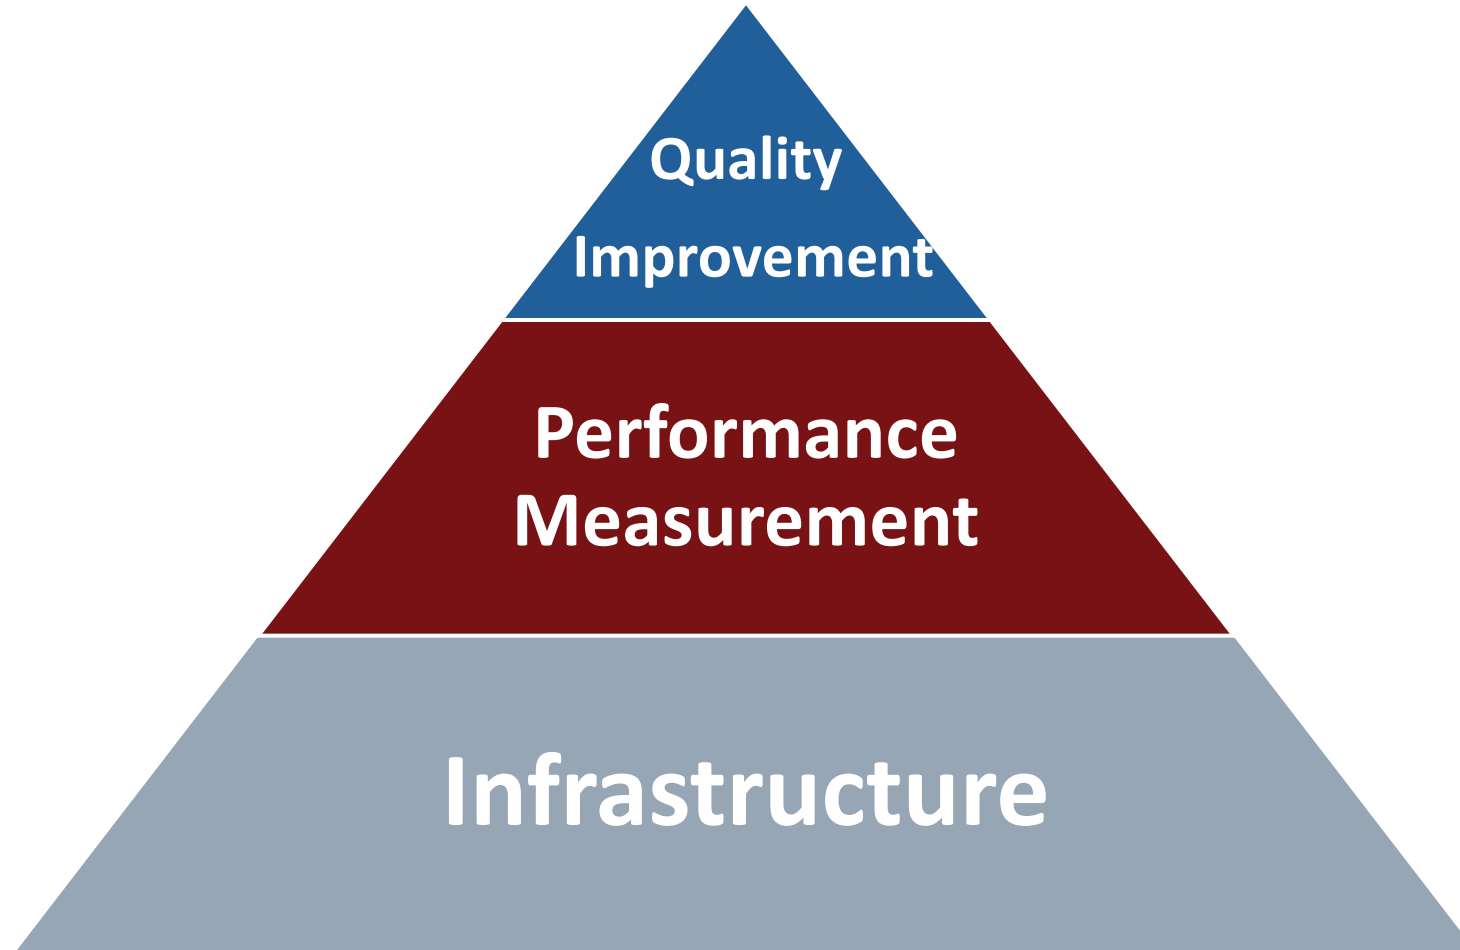 Quality
Improvement
Performance
Measurement
Infrastructure